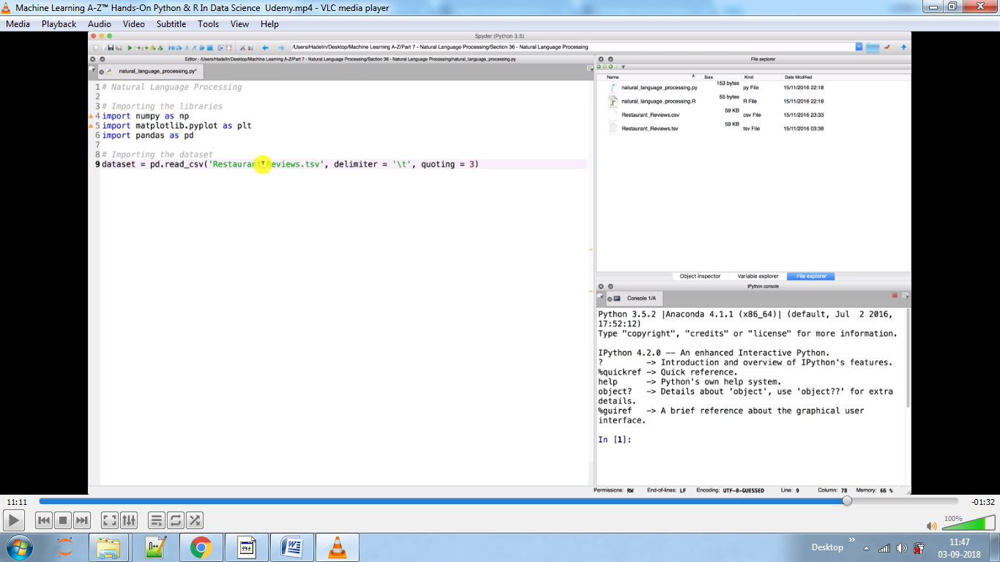 Machine Learning A-Z™ Hands-On Python & R In Data Science  Udemy.mp4 - VLC media player
Media Playback Audio Video Subtitle Tools View Help
Spyder (Python 3.5)
/Users/Hadelin/Desktop/Machine Learning A-Z/Part 7 - Natural Language Processing/Section 36 - Natural Language Processing
Editor - /Users/Hadelin/Desktop/Machine Learning A-Z/Part 7 - Natural Language Processing/Section 36 - Natural Language Processing/natural_language_processing.py
natural_language_processing.py*
1 # Natural Language Processing
2
3 # Importing the libraries
4 import numpy as np
5 import matplotlib.pyplot as plt
6 import pandas as pd
7
8 # Importing the dataset
9 dataset = pd.read_csv('Restaurant_Reviews.tsv', delimiter = '\t', quoting = 3)
File explorer
Name Size Kind Date Modified
natural_language_processing.py 153 bytes py File 15/11/2016 22:18
natural_language_processing.R 65 bytes R File 15/11/2016 22:18
Restaurant_Reviews.csv 59 KB csv File 15/11/2016 23:33
Restaurant_Reviews.tsv 59 KB tsv File 15/11/2016 03:38
Object inspector Variable explorer File explorer
IPython console
Console 1/A
Python 3.5.2 |Anaconda 4.1.1 (x86_64)| (default, Jul  2 2016,
17:52:12)
Type "copyright", "credits" or "license" for more information.
IPython 4.2.0 -- An enhanced Interactive Python.
?         -> Introduction and overview of IPython's features.
%quickref -> Quick reference.
help      -> Python's own help system.
object?   -> Details about 'object', use 'object??' for extra
details.
%guiref   -> A brief reference about the graphical user
interface.
In [1]:
Permissions: RW End-of-lines: LF Encoding: UTF-8-GUESSED Line: 9 Column: 78 Memory: 66 %
11:11 -01:32
100%
Desktop
11:47
03-09-2018